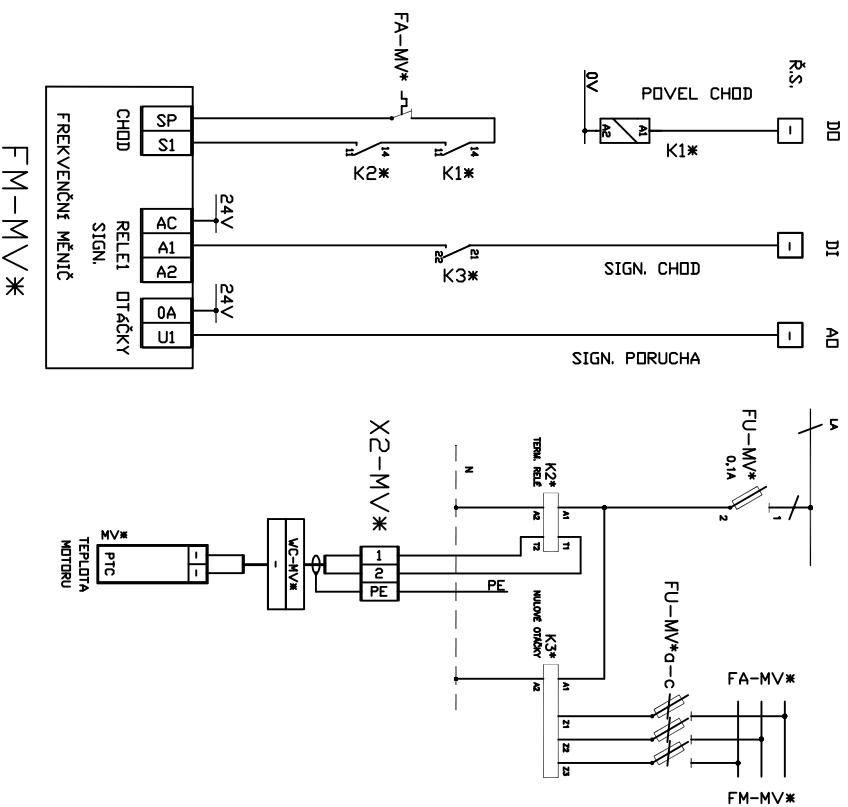 Ř.S.
DO
DI
AO
POVEL CHOD
0V
A2
A1
K1*
FA-MV*
SP
S1
CHOD
11
14
K2*
11
14
K1*
FREKVENČNÍ MĚNIČ
FM-MV*
24V
AC
A1
A2
RELE1
SIGN.
22
21
K3*
SIGN. CHOD
24V
0A
U1
OTÁČKY
SIGN. PORUCHA
LA
FU-MV*
0,1A
2
1
X2-MV*
N
K2*
TERM. RELÉ
A2
A1
T2
T1
1
2
PE
PE
WC-MV*
-
MV*
PTC
-
-
TEPLOTA
MOTORU
K3*
NULOVÉ OTÁČKY
A2
A1
Z1
Z2
Z3
FU-MV*a-c
FA-MV*
FM-MV*